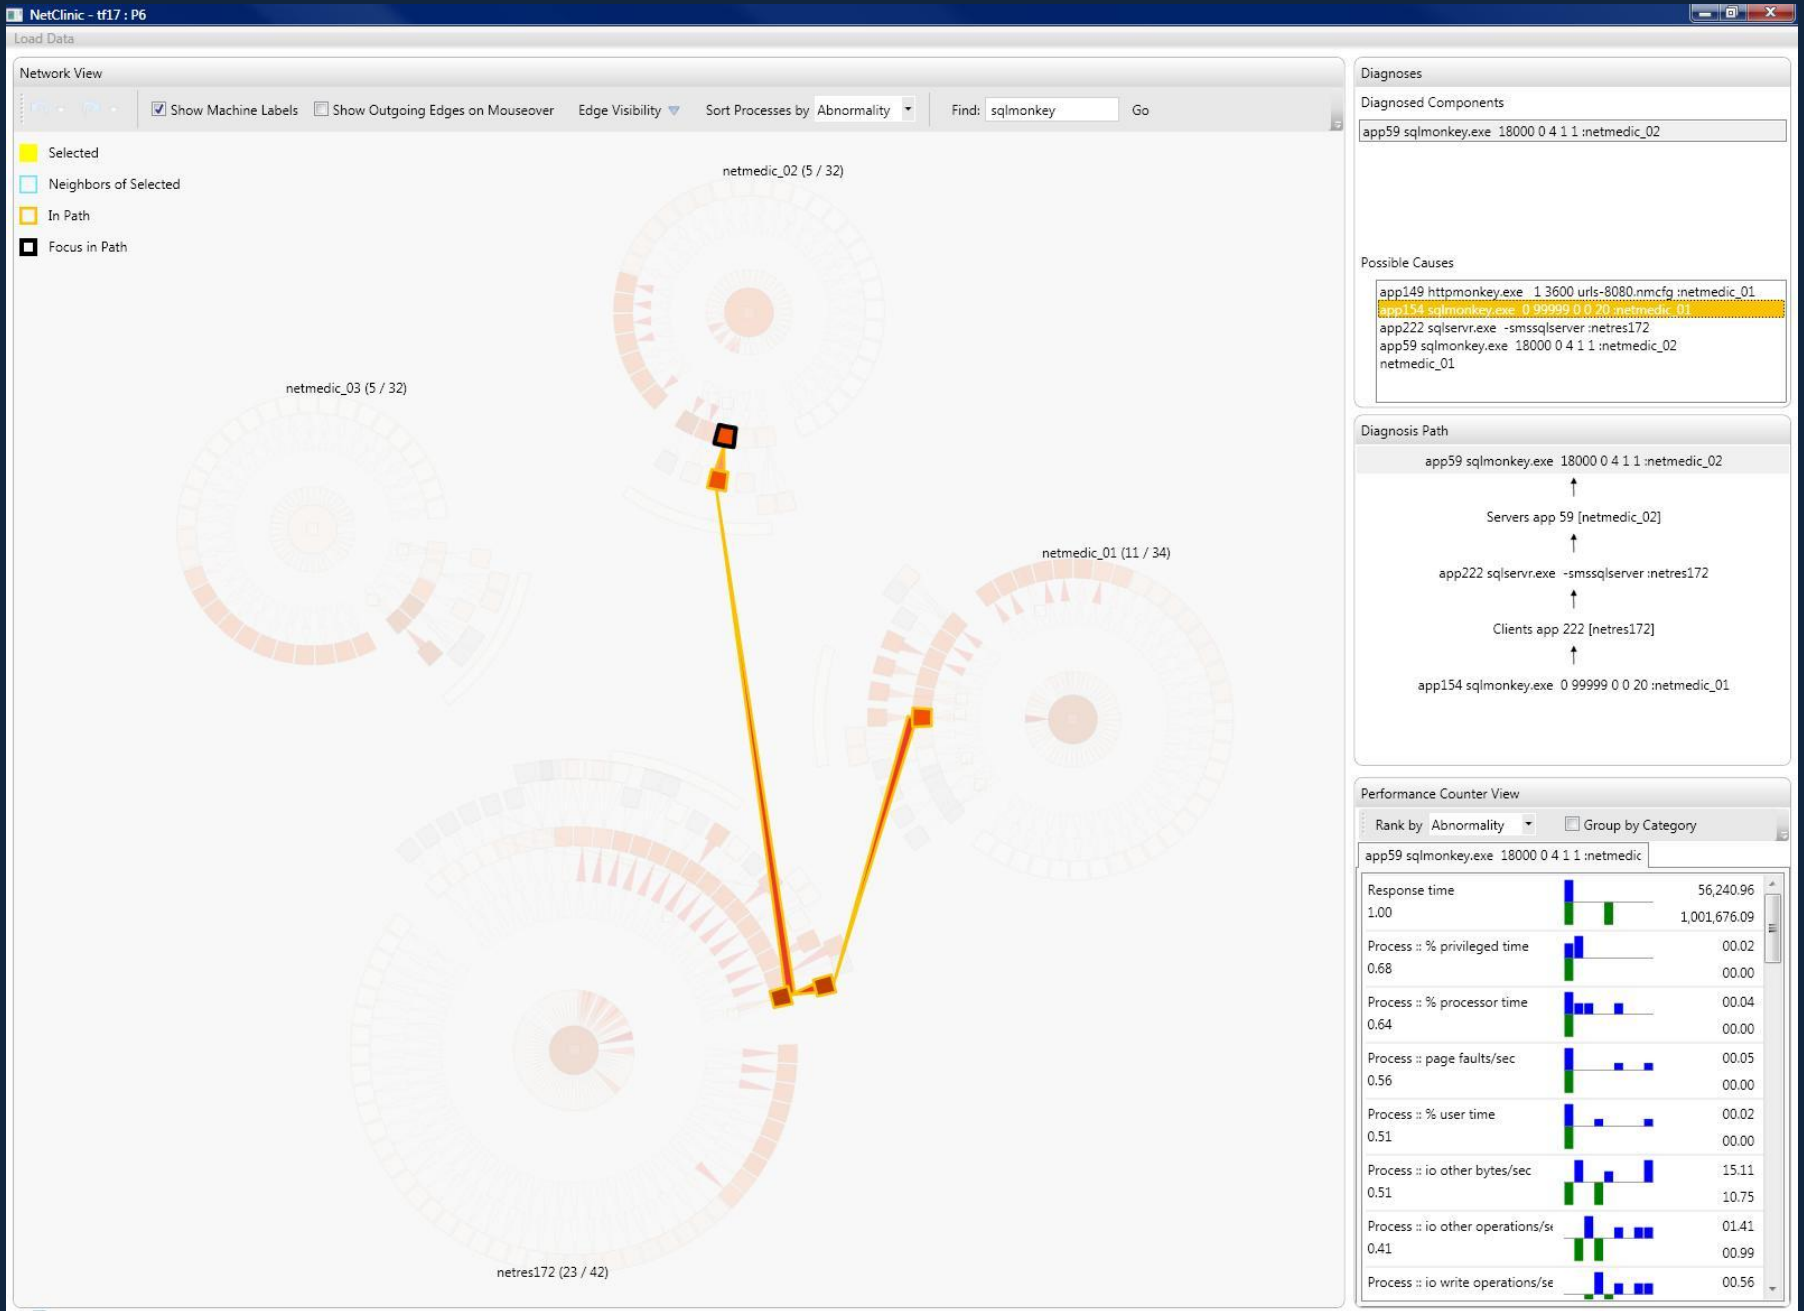 NetClinic - tf17 : P6
Load Data
Network View
Show Machine Labels Show Outgoing Edges on Mouseover Edge Visibility Sort Processes by Abnormality Find: sqlmonkey Go
Selected
Neighbors of Selected
In Path
Focus in Path
netmedic_02 (5 / 32)
netmedic_03 (5 / 32)
netmedic_01 (11 / 34)
netres172 (23 / 42)
Diagnoses
Diagnosed Components
app59 sqlmonkey.exe 18000 0 4 1 1 :netmedic_02
Possible Causes
app149 httpmonkey.exe 1 3600 urls-8080.nmcfg :netmedic_01
app154 sqlmonkey.exe 0 99999 0 0 20 :netmedic_01
app222 sqlservr.exe -smssqlserver :netres172
app59 sqlmonkey.exe 18000 0 4 1 1 :netmedic_02
netmedic_01
Diagnosis Path
app59 sqlmonkey.exe 18000 0 4 1 1 :netmedic_02
Servers app 59 [netmedic_02]
app222 sqlservr.exe -smssqlserver :netres172
Clients app 222 [netres172]
app154 sqlmonkey.exe 0 99999 0 0 20 :netmedic_01
Performance Counter View
Rank by Abnormality Group by Category
app59 sqlmonkey.exe 18000 0 4 1 1 :netmedic
Response time 56,240.96
1.00 1,001,676.09
Process :: % privileged time 00.02
0.68 00.00
Process :: % processor time 00.04
0.64 00.00
Process :: page faults/sec 00.05
0.56 00.00
Process :: % user time 00.02
0.51 00.00
Process :: io other bytes/sec 15.11
0.51 10.75
Process :: io other operations/se 01.41
0.41 00.99
Process :: io write operations/se 00.56